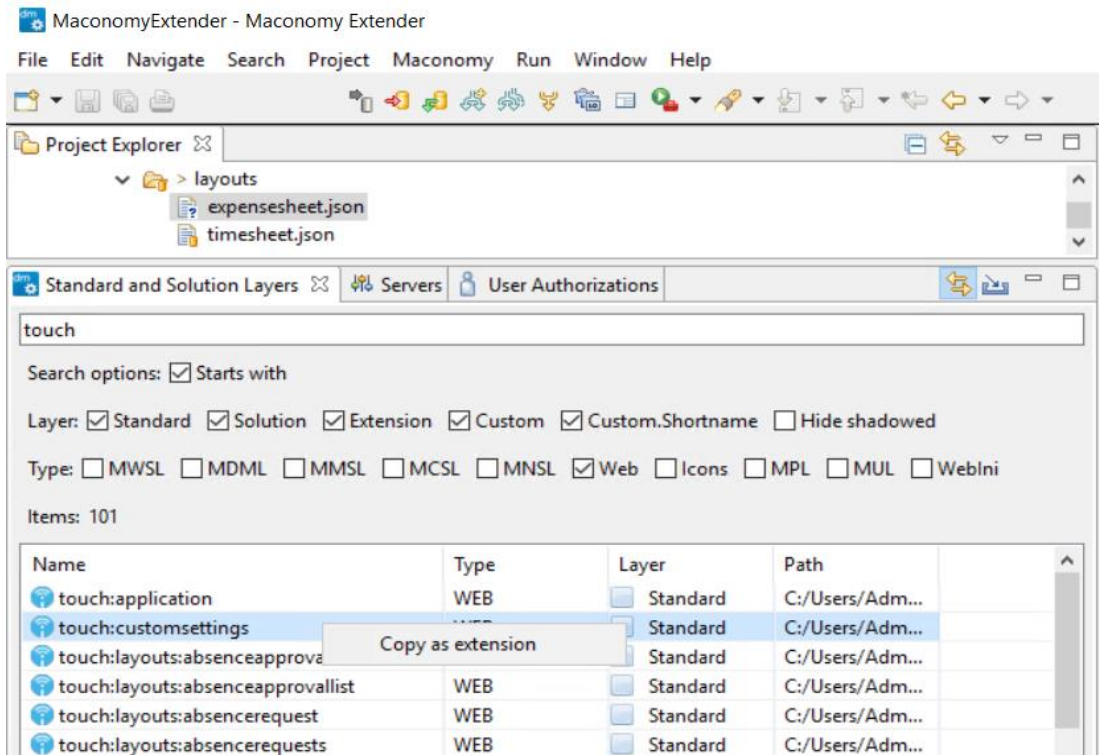 dm MaconomyExtender - Maconomy Extender
File Edit Navigate Search Project Maconomy Run Window Help
Project Explorer
> layouts
expensesheet.json
timesheet.json
dm Standard and Solution Layers Servers User Authorizations
touch
Search options: Starts with
Layer: Standard Solution Extension Custom Custom.Shortname Hide shadowed
Type: MWSL MDML MMSL MCSL MNSL Web Icons MPL MUL WebIni
Items: 101
Name Type Layer Path
touch:application WEB Standard C:/Users/Adm...
touch:customsettings Standard C:/Users/Adm...
Copy as extension
touch:layouts:absenceapprova Standard C:/Users/Adm...
touch:layouts:absenceapprovallist WEB Standard C:/Users/Adm...
touch:layouts:absencerequest WEB Standard C:/Users/Adm...
touch:layouts:absencerequests WEB Standard C:/Users/Adm...